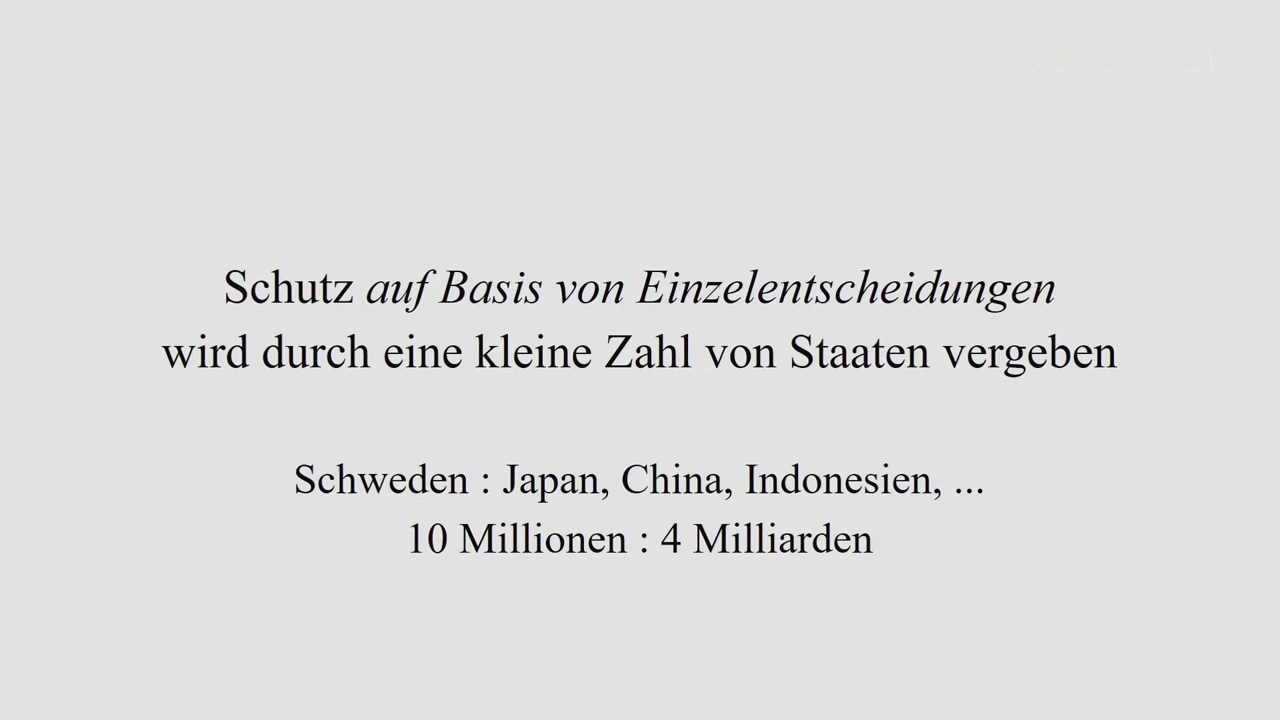 Schutz auf Basis von Einzelentscheidungen
wird durch eine kleine Zahl von Staaten vergeben
Schweden : Japan, China, Indonesien, ...
10 Millionen : 4 Milliarden